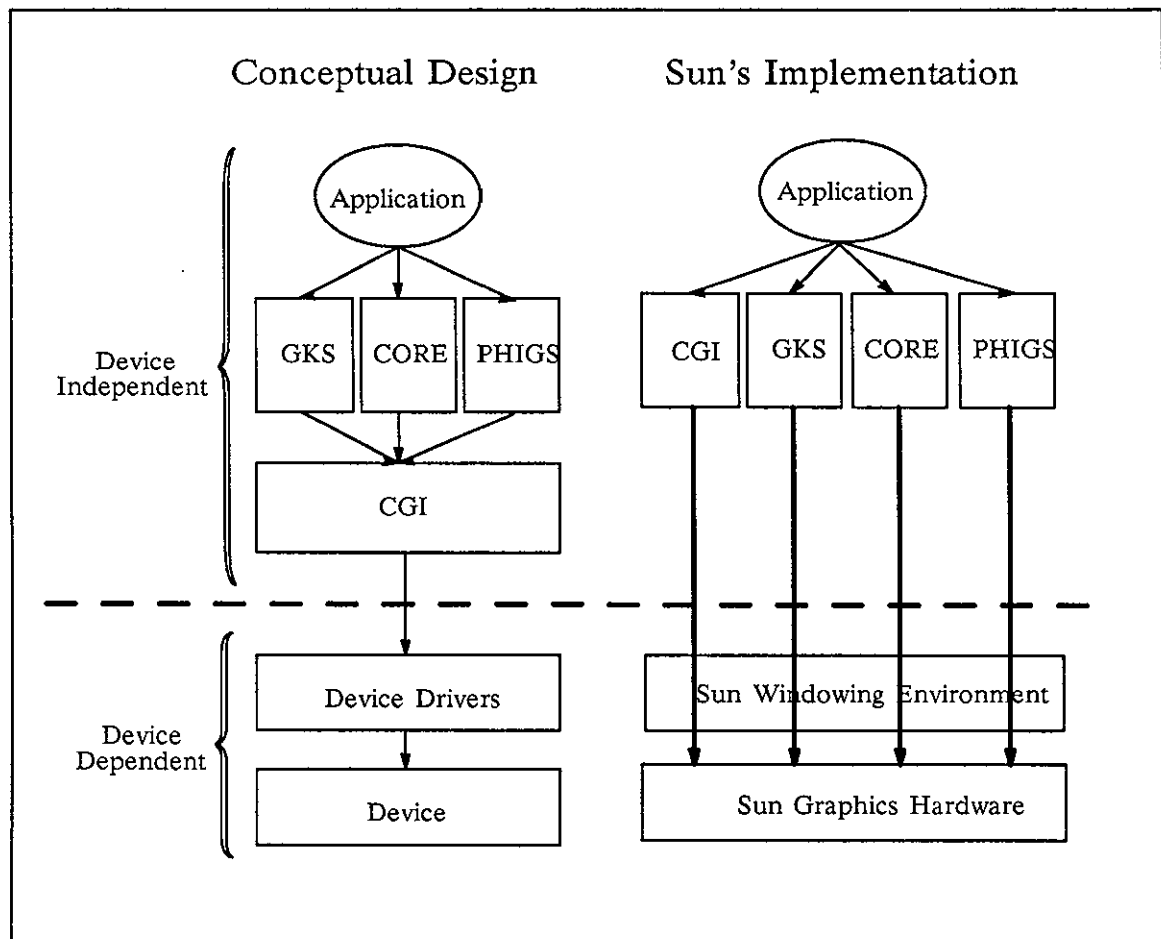 Conceptual Design
Sun's Implementation
Application
Application
Device
Independent
GKS
CORE
PHIGS
CGI
GKS
CORE
PHIGS
CGI
Device
Dependent
Device Drivers
Sun Windowing Environment
Device
Sun Graphics Hardware